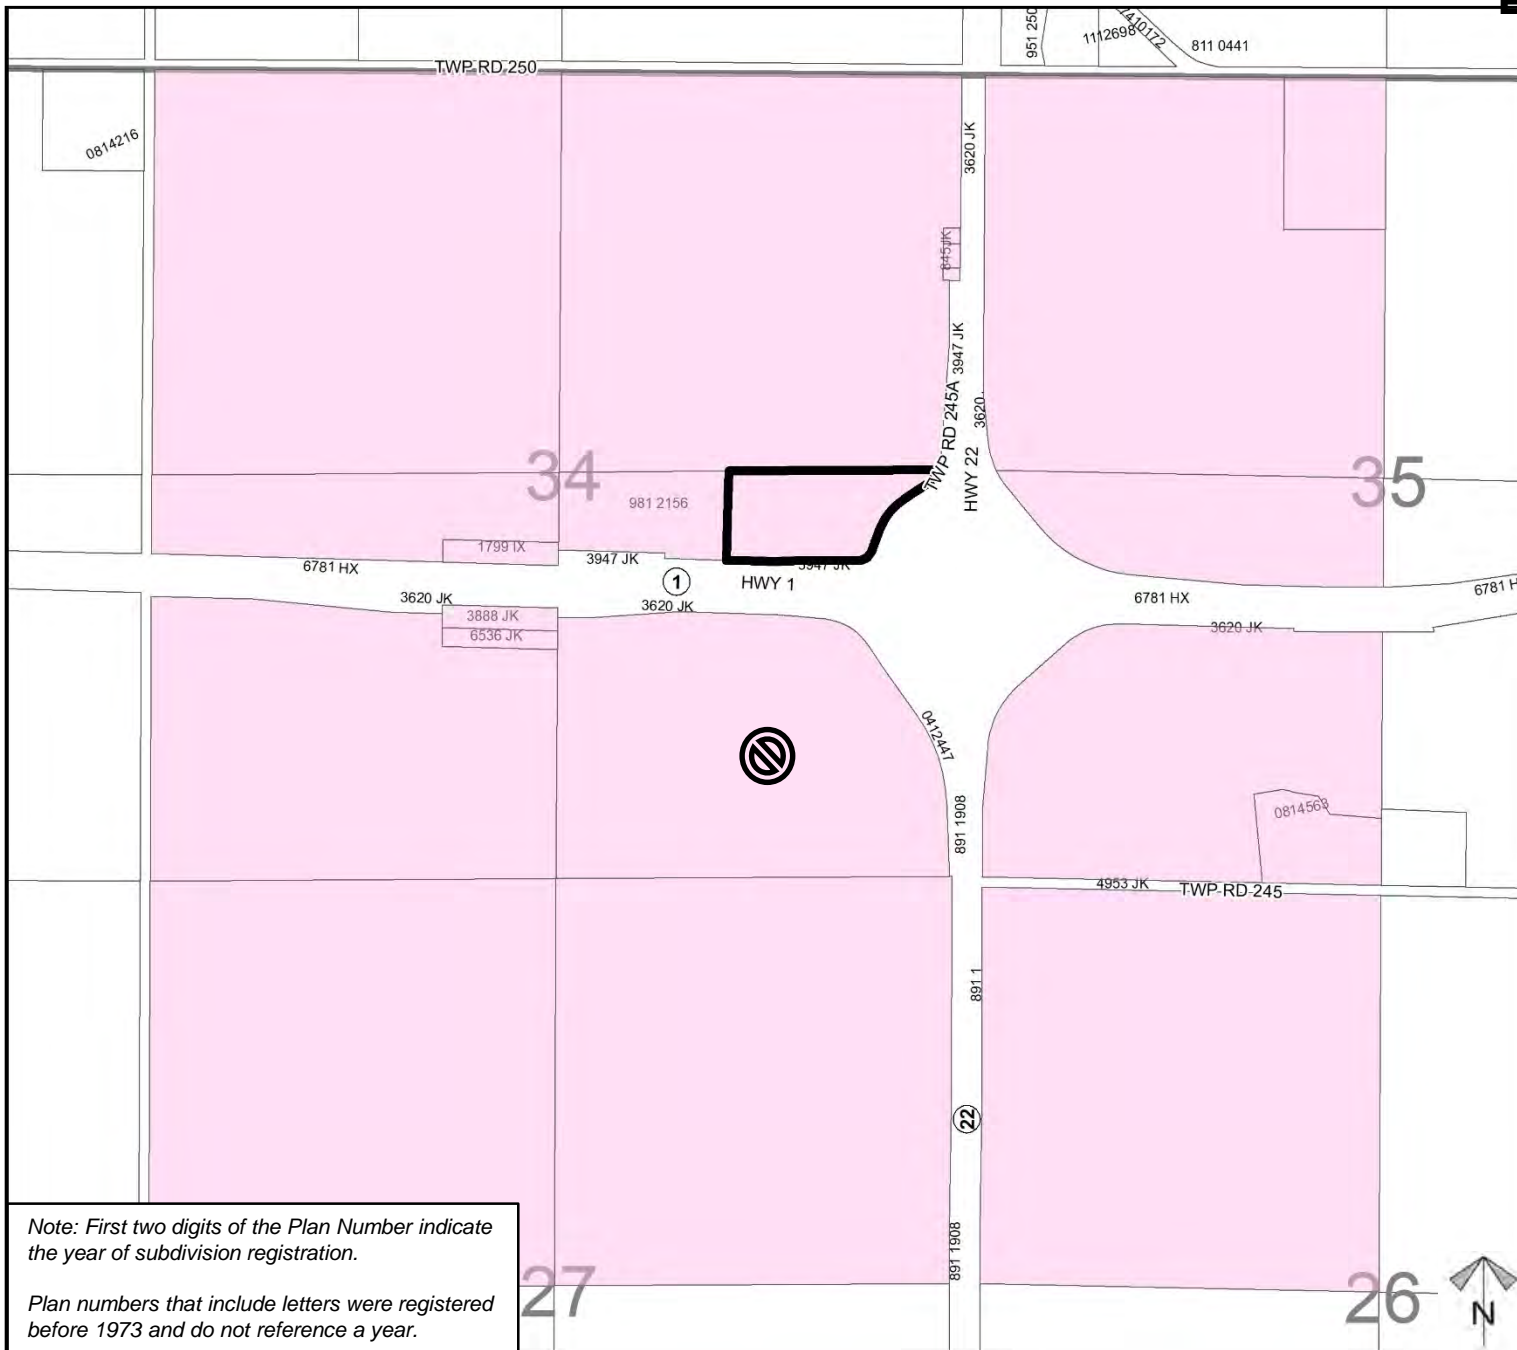 951 250
1112698
7410172
811 0441
TWP RD 250
0814216
3620 JK
845JK
3947 JK
3620
TWP RD 245A
HWY 22
34
35
981 2156
1799 IX
3947 JK
3947 JK
6781 HX
1
HWY 1
3620 JK
3620 JK
6781 HX
6781 H
3888 JK
6536 JK
3620 JK
0412447
891 1908
0814563
4953 JK
TWP RD 245
891 1
22
891 1908
27
26
N
Note: First two digits of the Plan Number indicate
the year of subdivision registration.
Plan numbers that include letters were registered
before 1973 and do not reference a year.